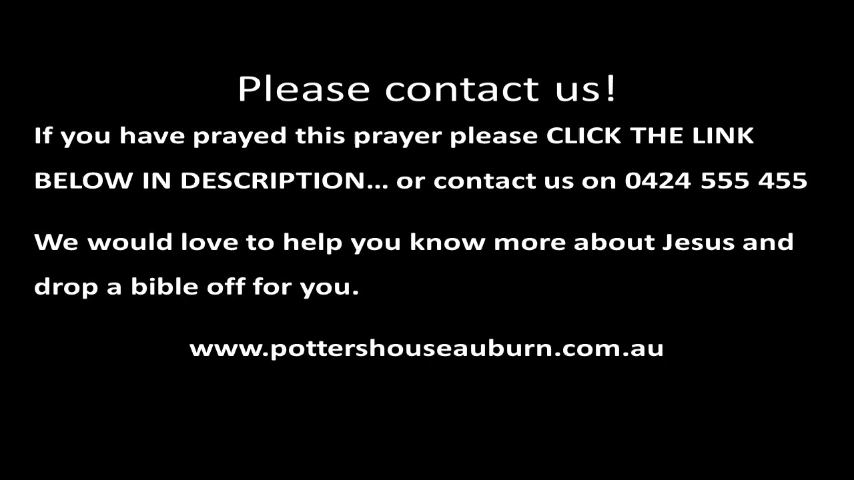 Please contact us!
If you have prayed this prayer please CLICK THE LINK
BELOW IN DESCRIPTION... or contact us on 0424 555 455
We would love to help you know more about Jesus and
drop a bible off for you.
www.pottershouseauburn.com.au